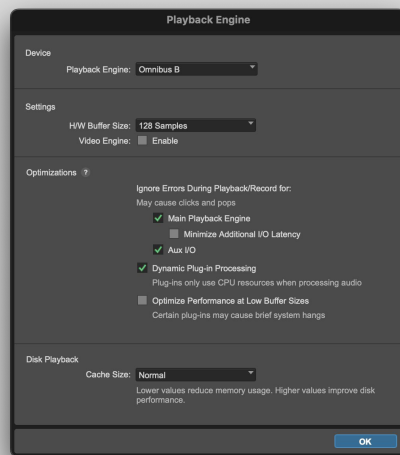 Playback Engine
Device
Playback Engine: Omnibus B
Settings
H/W Buffer Size: 128 Samples
Video Engine: Enable
Optimizations ?
Ignore Errors During Playback/Record for:
May cause clicks and pops
Main Playback Engine
Minimize Additional I/O Latency
Aux I/O
Dynamic Plug-in Processing
Plug-ins only use CPU resources when processing audio
Optimize Performance at Low Buffer Sizes
Certain plug-ins may cause brief system hangs
Disk Playback
Cache Size: Normal
Lower values reduce memory usage. Higher values improve disk
performance.
OK